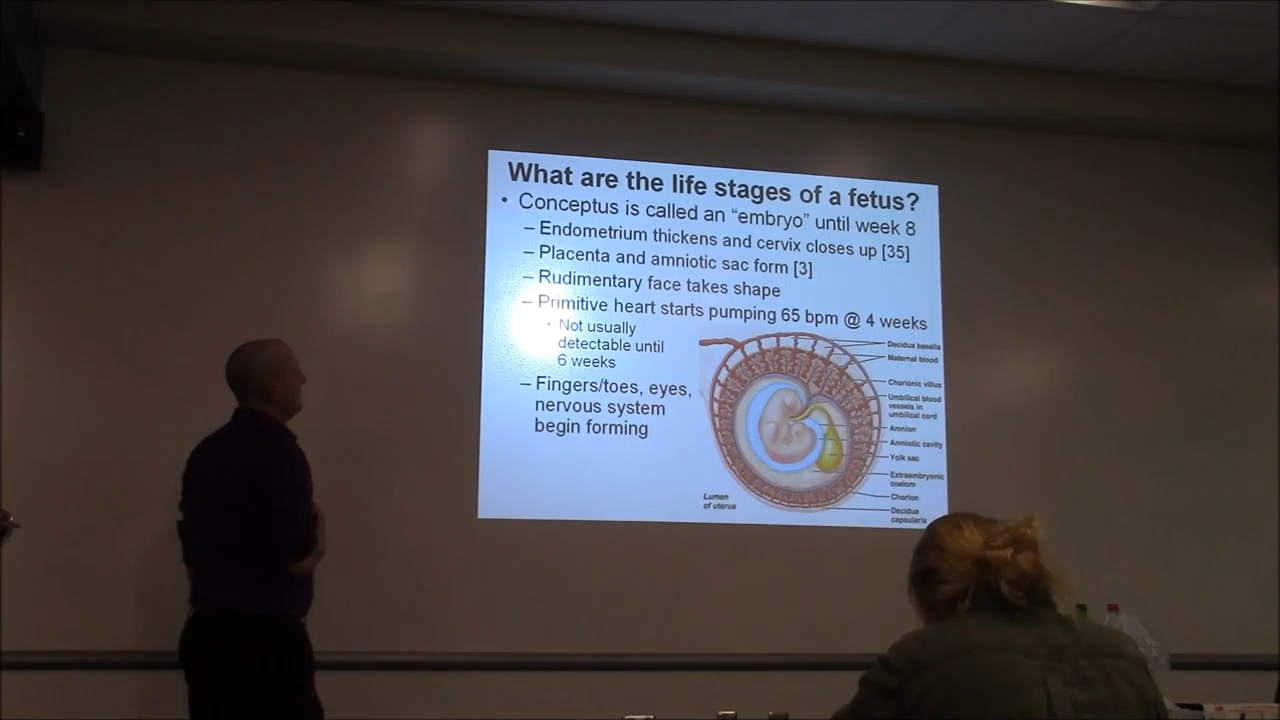 What are the life stages of a fetus?
• Conceptus is called an “embryo” until week 8
– Endometrium thickens and cervix closes up [35]
– Placenta and amniotic sac form [3]
– Rudimentary face takes shape
– Primitive heart starts pumping 65 bpm @ 4 weeks
• Not usually
detectable until
6 weeks
– Fingers/toes, eyes,
nervous system
begin forming
Decidua basalis
Maternal blood
Chorionic villus
Umbilical blood
vessels in
umbilical cord
Amnion
Amniotic cavity
Yolk sac
Extraembryonic
coelom
Chorion
Decidua
capsularis
Lumen
of uterus